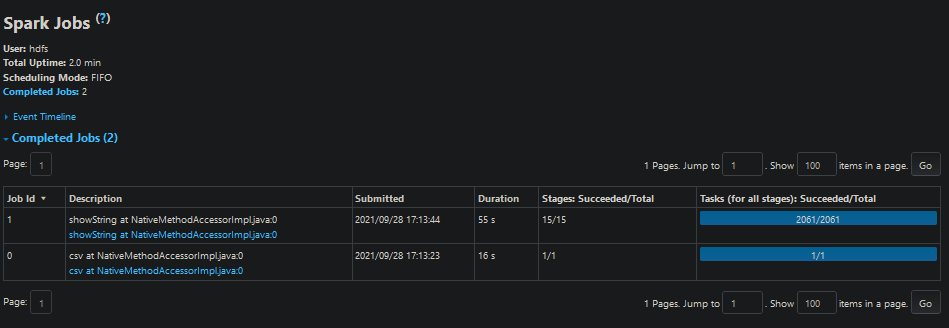 Spark Jobs (?)
User: hdfs
Total Uptime: 2.0 min
Scheduling Mode: FIFO
Completed Jobs: 2
Event Timeline
Completed Jobs (2)
Page: 1 1 Pages. Jump to 1 . Show 100 items in a page. Go
Job Id ▾ Description Submitted Duration Stages: Succeeded/Total Tasks (for all stages): Succeeded/Total
1 showString at NativeMethodAccessorImpl.java:0 2021/09/28 17:13:44 55 s 15/15 2061/2061
showString at NativeMethodAccessorImpl.java:0
0 csv at NativeMethodAccessorImpl.java:0 2021/09/28 17:13:23 16 s 1/1 1/1
csv at NativeMethodAccessorImpl.java:0
Page: 1 1 Pages. Jump to 1 . Show 100 items in a page. Go